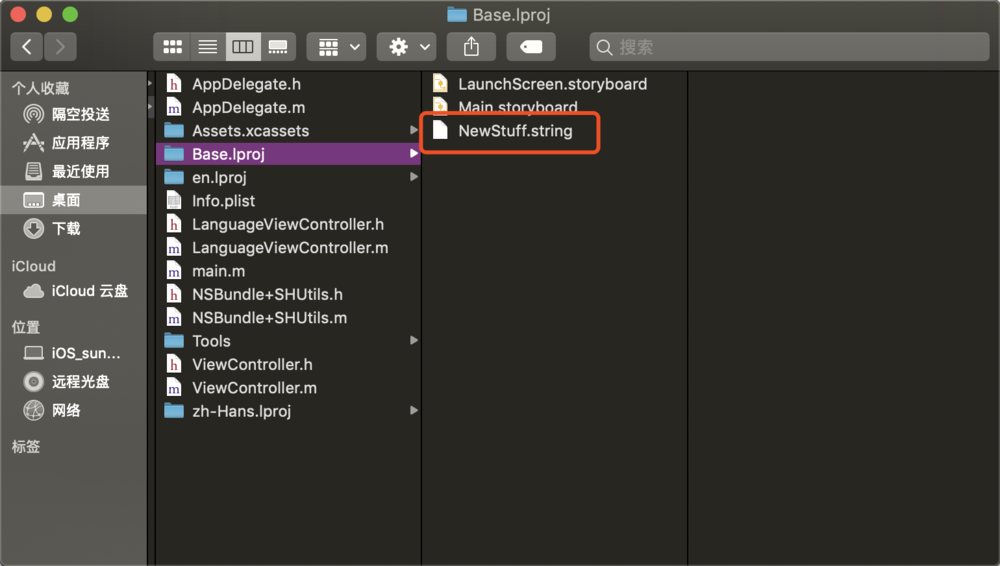 Base.lproj
搜索
个人收藏
隔空投送
应用程序
最近使用
桌面
下载
iCloud
iCloud 云盘
位置
iOS_sun...
远程光盘
网络
标签
AppDelegate.h
AppDelegate.m
Assets.xcassets
Base.lproj
en.lproj
Info.plist
LanguageViewController.h
LanguageViewController.m
main.m
NSBundle+SHUtils.h
NSBundle+SHUtils.m
Tools
ViewController.h
ViewController.m
zh-Hans.lproj
LaunchScreen.storyboard
Main.storyboard
NewStuff.string